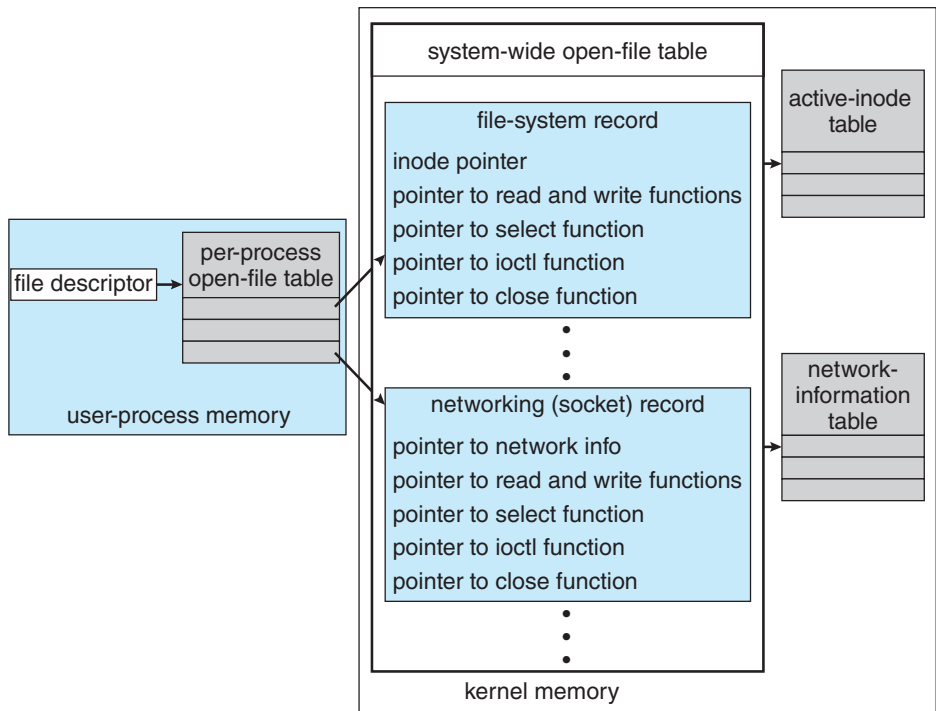 system-wide open-file table
file-system record
inode pointer
pointer to read and write functions
pointer to select function
pointer to ioctl function
pointer to close function
active-inode
table
file descriptor
per-process
open-file table
user-process memory
networking (socket) record
pointer to network info
pointer to read and write functions
pointer to select function
pointer to ioctl function
pointer to close function
network-
information
table
kernel memory